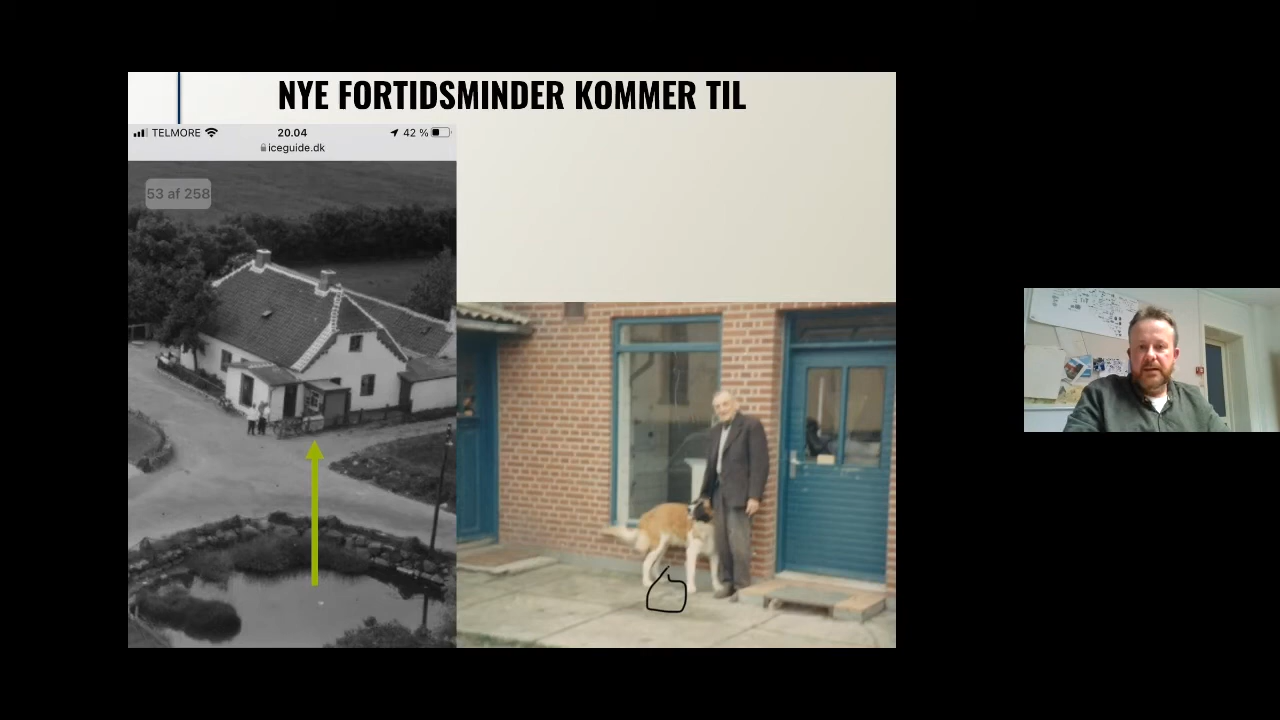 NYE FORTIDSMINDER KOMMER TIL
TELMORE 20.04 42 %
iceguide.dk
53 af 258